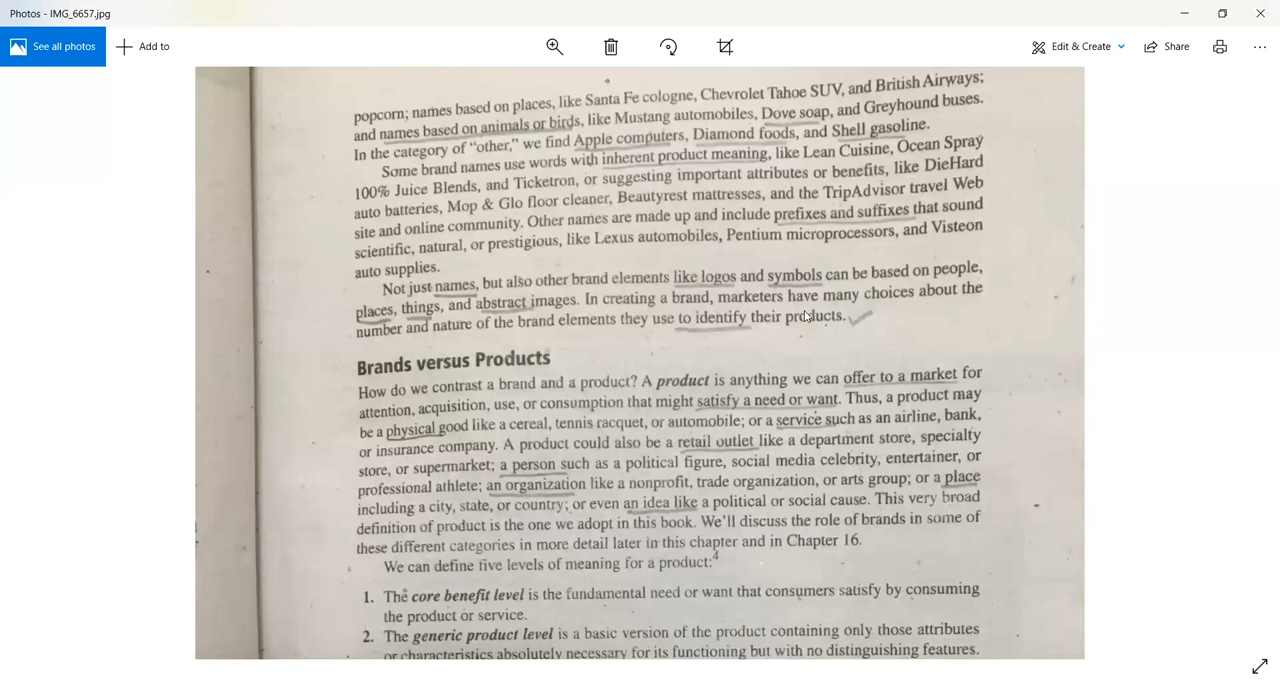 Photos - IMG_6657.jpg
See all photos
Add to
Edit & Create
Share
popcorn; names based on places, like Santa Fe cologne, Chevrolet Tahoe SUV, and British Airways;
and names based on animals or birds, like Mustang automobiles, Dove soap, and Greyhound buses.
In the category of “other,” we find Apple computers, Diamond foods, and Shell gasoline.
Some brand names use words with inherent product meaning, like Lean Cuisine, Ocean Spray
100% Juice Blends, and Ticketron, or suggesting important attributes or benefits, like DieHard
auto batteries, Mop & Glo floor cleaner, Beautyrest mattresses, and the TripAdvisor travel Web
site and online community. Other names are made up and include prefixes and suffixes that sound
scientific, natural, or prestigious, like Lexus automobiles, Pentium microprocessors, and Visteon
auto supplies.
Not just names, but also other brand elements like logos and symbols can be based on people,
places, things, and abstract images. In creating a brand, marketers have many choices about the
number and nature of the brand elements they use to identify their products.
Brands versus Products
How do we contrast a brand and a product? A product is anything we can offer to a market for
attention, acquisition, use, or consumption that might satisfy a need or want. Thus, a product may
be a physical good like a cereal, tennis racquet, or automobile; or a service such as an airline, bank,
or insurance company. A product could also be a retail outlet like a department store, specialty
store, or supermarket; a person such as a political figure, social media celebrity, entertainer, or
professional athlete; an organization like a nonprofit, trade organization, or arts group; or a place
including a city, state, or country; or even an idea like a political or social cause. This very broad
definition of product is the one we adopt in this book. We’ll discuss the role of brands in some of
these different categories in more detail later in this chapter and in Chapter 16.
We can define five levels of meaning for a product:4
1. The core benefit level is the fundamental need or want that consumers satisfy by consuming
the product or service.
2. The generic product level is a basic version of the product containing only those attributes
or characteristics absolutely necessary for its functioning but with no distinguishing features.